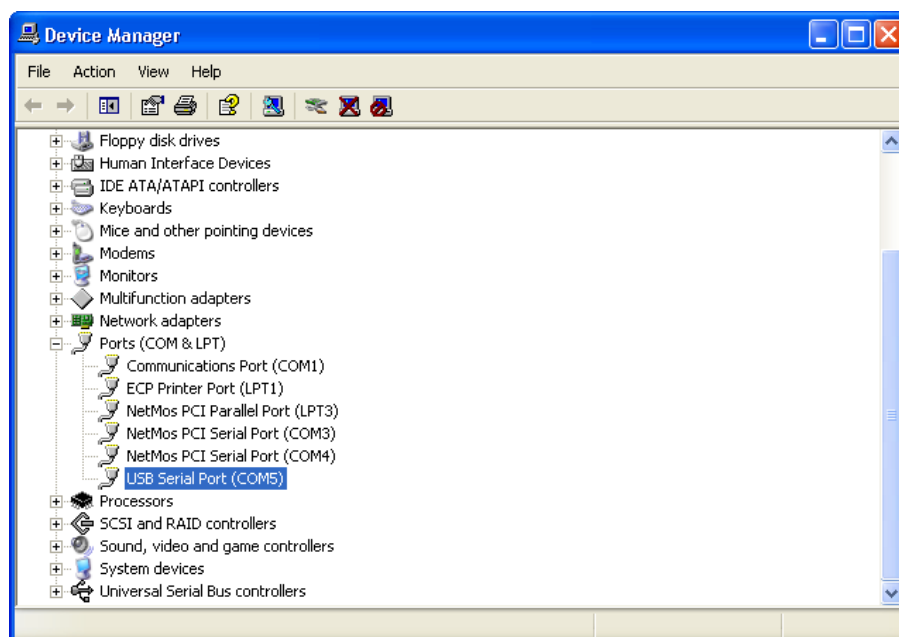 Device Manager
File Action View Help
Floppy disk drives
Human Interface Devices
IDE ATA/ATAPI controllers
Keyboards
Mice and other pointing devices
Modems
Monitors
Multifunction adapters
Network adapters
Ports (COM & LPT)
Communications Port (COM1)
ECP Printer Port (LPT1)
NetMos PCI Parallel Port (LPT3)
NetMos PCI Serial Port (COM3)
NetMos PCI Serial Port (COM4)
USB Serial Port (COM5)
Processors
SCSI and RAID controllers
Sound, video and game controllers
System devices
Universal Serial Bus controllers